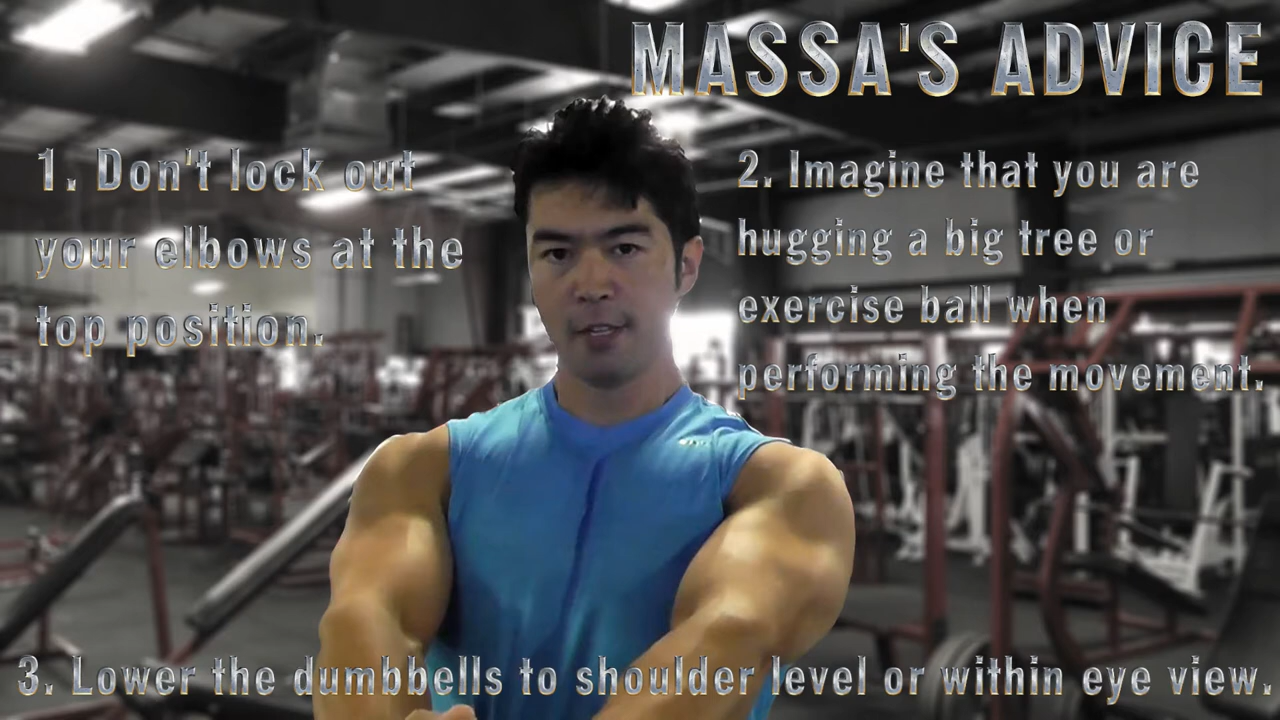 MASSA'S ADVICE
1. Don't lock out
your elbows at the
top position.
2. Imagine that you are
hugging a big tree or
exercise ball when
performing the movement.
3. Lower the dumbbells to shoulder level or within eye view.